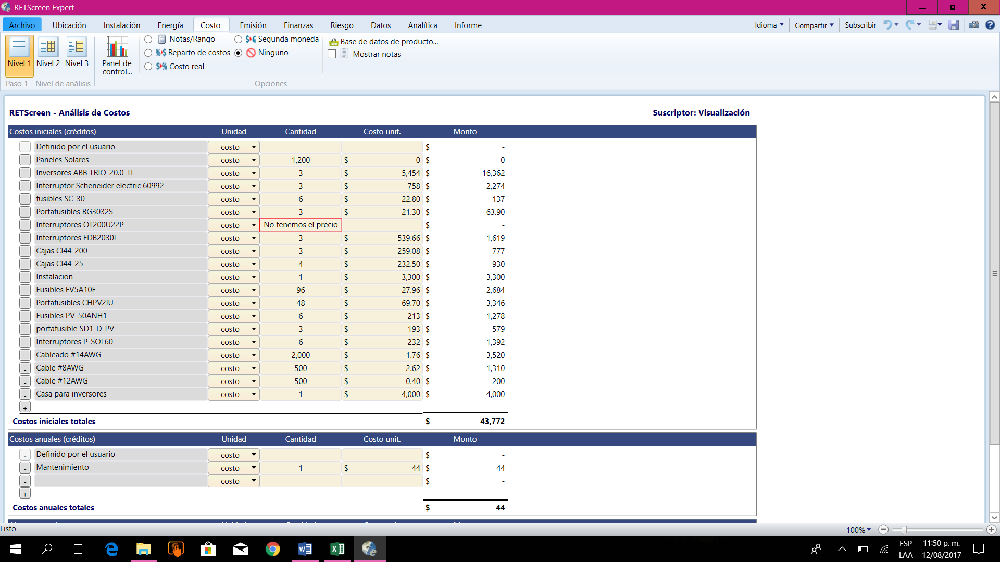 RETScreen Expert
Archivo Ubicación Instalación Energía Costo Emisión Finanzas Riesgo Datos Analítica Informe Idioma Compartir Subscribir
Nivel 1 Nivel 2 Nivel 3
Paso 1 - Nivel de análisis
Panel de control...
Notas/Rango Segunda moneda
Reparto de costos Ninguno
Costo real
Opciones
Base de datos de producto...
Mostrar notas
RETScreen - Análisis de Costos Suscriptor: Visualización
Costos iniciales (créditos) Unidad Cantidad Costo unit. Monto
- Definido por el usuario costo $ -
- Paneles Solares costo 1,200 $ 0 $ 0
- Inversores ABB TRIO-20.0-TL costo 3 $ 5,454 $ 16,362
- Interruptor Scheneider electric 60992 costo 3 $ 758 $ 2,274
- fusibles SC-30 costo 6 $ 22.80 $ 137
- Portafusibles BG3032S costo 3 $ 21.30 $ 63.90
- Interruptores OT200U22P costo No tenemos el precio $ -
- Interruptores FDB2030L costo 3 $ 539.66 $ 1,619
- Cajas CI44-200 costo 3 $ 259.08 $ 777
- Cajas CI44-25 costo 4 $ 232.50 $ 930
- Instalacion costo 1 $ 3,300 $ 3,300
- Fusibles FV5A10F costo 96 $ 27.96 $ 2,684
- Portafusibles CHPV2IU costo 48 $ 69.70 $ 3,346
- Fusibles PV-50ANH1 costo 6 $ 213 $ 1,278
- portafusible SD1-D-PV costo 3 $ 193 $ 579
- Interruptores P-SOL60 costo 6 $ 232 $ 1,392
- Cableado #14AWG costo 2,000 $ 1.76 $ 3,520
- Cable #8AWG costo 500 $ 2.62 $ 1,310
- Cable #12AWG costo 500 $ 0.40 $ 200
- Casa para inversores costo 1 $ 4,000 $ 4,000
+
Costos iniciales totales $ 43,772
Costos anuales (créditos) Unidad Cantidad Costo unit. Monto
- Definido por el usuario costo $ -
- Mantenimiento costo 1 $ 44 $ 44
- costo $ -
+
Costos anuales totales $ 44
Listo 100%
ESP 11:50 p. m.
LAA 12/08/2017